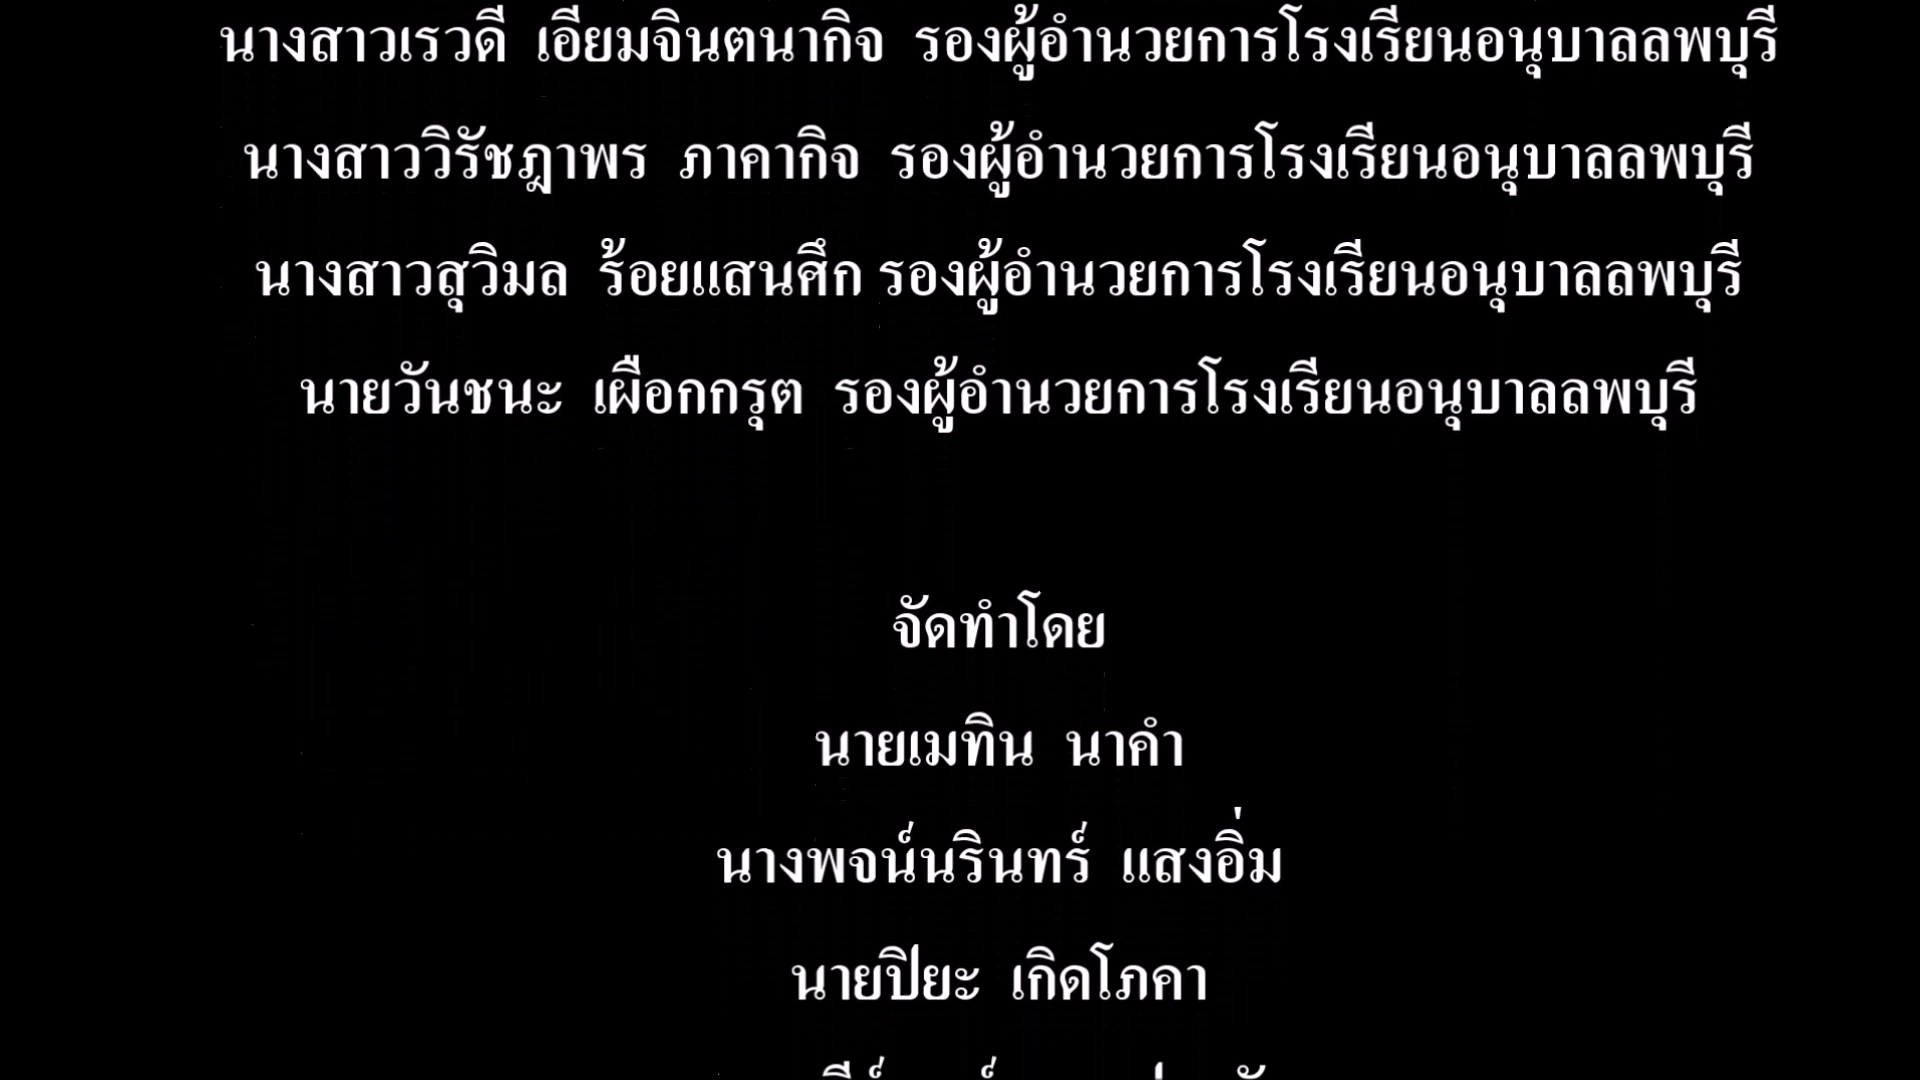 นางสาวเรวดี เอี่ยมจินตนากิจ รองผู้อำนวยการโรงเรียนอนุบาลลพบุรี
นางสาววิรัชฎาพร ภาคากิจ รองผู้อำนวยการโรงเรียนอนุบาลลพบุรี
นางสาวสุวิมล ร้อยแสนศึก รองผู้อำนวยการโรงเรียนอนุบาลลพบุรี
นายวันชนะ เผือกกรุต รองผู้อำนวยการโรงเรียนอนุบาลลพบุรี
จัดทำโดย
นายเมทิน นาคำ
นางพจน์นรินทร์ แสงอิ่ม
นายปิยะ เกิดโภคา